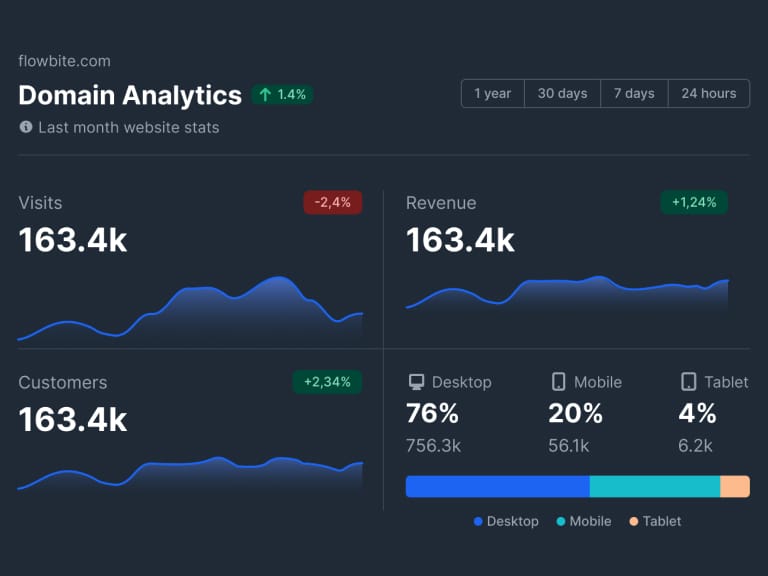 flowbite.com
Domain Analytics ↑ 1.4%
Last month website stats
1 year 30 days 7 days 24 hours
Visits -2,4%
163.4k
Revenue +1,24%
163.4k
Customers +2,34%
163.4k
Desktop Mobile Tablet
76% 20% 4%
756.3k 56.1k 6.2k
Desktop Mobile Tablet